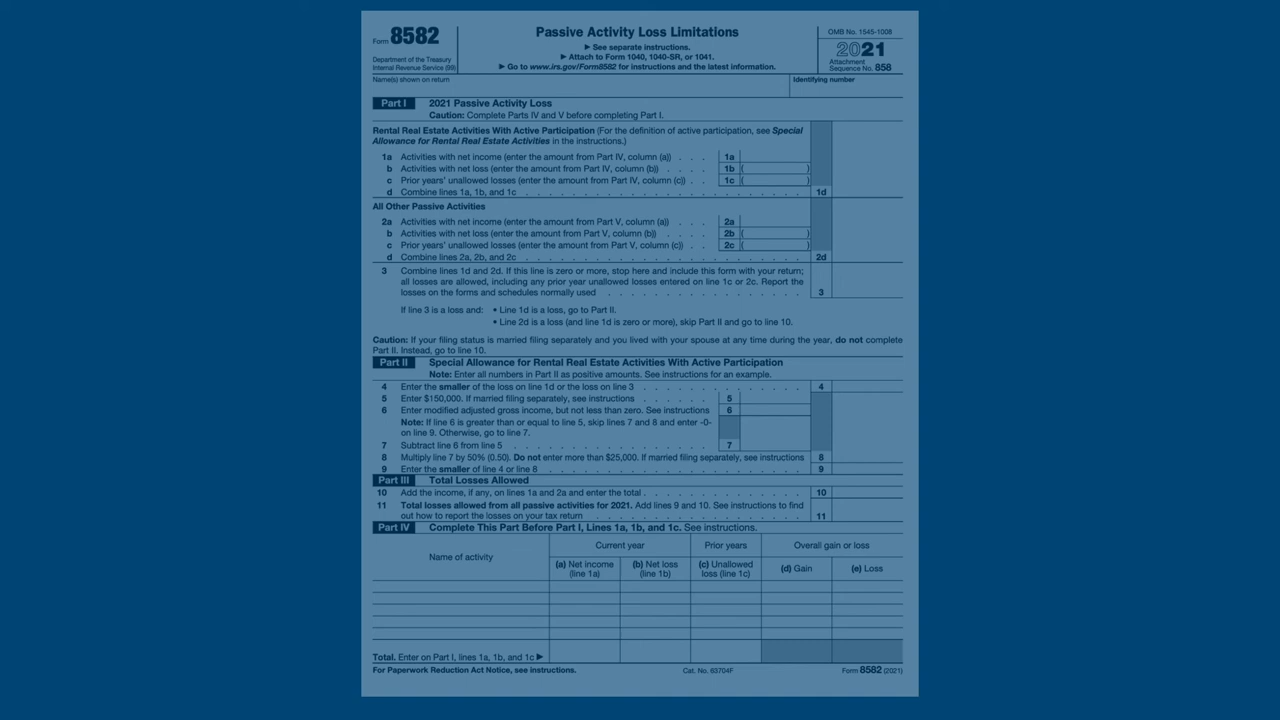 Form 8582
Department of the Treasury
Internal Revenue Service (99)
Passive Activity Loss Limitations
▶ See separate instructions.
▶ Attach to Form 1040, 1040-SR, or 1041.
▶ Go to www.irs.gov/Form8582 for instructions and the latest information.
OMB No. 1545-1008
2021
Attachment
Sequence No. 858
Name(s) shown on return
Identifying number
Part I 2021 Passive Activity Loss
Caution: Complete Parts IV and V before completing Part I.
Rental Real Estate Activities With Active Participation (For the definition of active participation, see Special
Allowance for Rental Real Estate Activities in the instructions.)
1a Activities with net income (enter the amount from Part IV, column (a)) . . . 1a
b Activities with net loss (enter the amount from Part IV, column (b)) . . . . 1b ( )
c Prior years' unallowed losses (enter the amount from Part IV, column (c)) . . 1c ( )
d Combine lines 1a, 1b, and 1c . . . . . . . . . . . . . . . . . . 1d
All Other Passive Activities
2a Activities with net income (enter the amount from Part V, column (a)) . . . . 2a
b Activities with net loss (enter the amount from Part V, column (b)) . . . . 2b ( )
c Prior years' unallowed losses (enter the amount from Part V, column (c)) . . 2c ( )
d Combine lines 2a, 2b, and 2c . . . . . . . . . . . . . . . . . . 2d
3 Combine lines 1d and 2d. If this line is zero or more, stop here and include this form with your return;
all losses are allowed, including any prior year unallowed losses entered on line 1c or 2c. Report the
losses on the forms and schedules normally used . . . . . . . . . . . . . 3
If line 3 is a loss and: • Line 1d is a loss, go to Part II.
• Line 2d is a loss (and line 1d is zero or more), skip Part II and go to line 10.
Caution: If your filing status is married filing separately and you lived with your spouse at any time during the year, do not complete
Part II. Instead, go to line 10.
Part II Special Allowance for Rental Real Estate Activities With Active Participation
Note: Enter all numbers in Part II as positive amounts. See instructions for an example.
4 Enter the smaller of the loss on line 1d or the loss on line 3 . . . . . . . . . . 4
5 Enter $150,000. If married filing separately, see instructions . . . . . . 5
6 Enter modified adjusted gross income, but not less than zero. See instructions 6
Note: If line 6 is greater than or equal to line 5, skip lines 7 and 8 and enter -0-
on line 9. Otherwise, go to line 7.
7 Subtract line 6 from line 5 . . . . . . . . . . . . . 7
8 Multiply line 7 by 50% (0.50). Do not enter more than $25,000. If married filing separately, see instructions 8
9 Enter the smaller of line 4 or line 8 . . . . . . . . . . . . . . . . . 9
Part III Total Losses Allowed
10 Add the income, if any, on lines 1a and 2a and enter the total . . . . . . . . . . 10
11 Total losses allowed from all passive activities for 2021. Add lines 9 and 10. See instructions to find
out how to report the losses on your tax return . . . . . . . . . . . . . . 11
Part IV Complete This Part Before Part I, Lines 1a, 1b, and 1c. See instructions.
Name of activity
Current year Prior years Overall gain or loss
(a) Net income (line 1a) (b) Net loss (line 1b) (c) Unallowed loss (line 1c) (d) Gain (e) Loss
Total. Enter on Part I, lines 1a, 1b, and 1c ▶
For Paperwork Reduction Act Notice, see instructions. Cat. No. 63704F Form 8582 (2021)